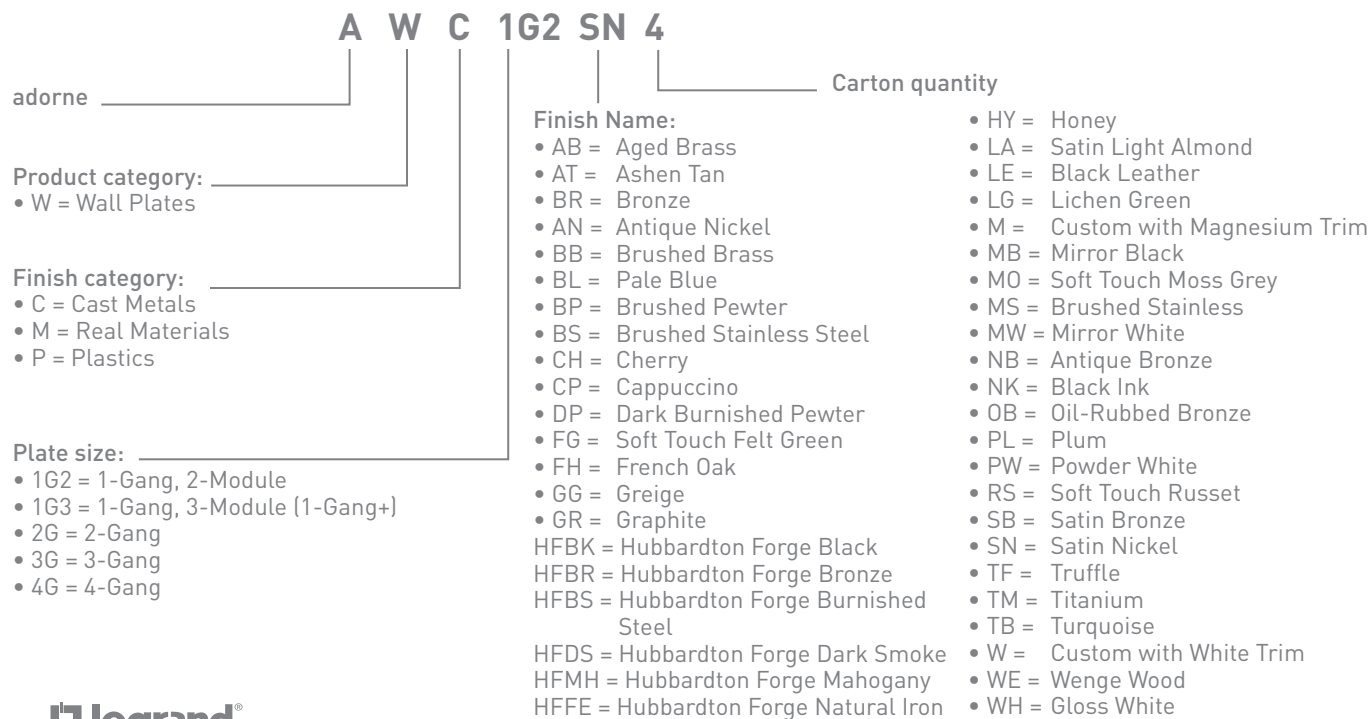 A W C 1G2 SN 4
adorne
Product category:
• W = Wall Plates
Finish category:
• C = Cast Metals
• M = Real Materials
• P = Plastics
Plate size:
• 1G2 = 1-Gang, 2-Module
• 1G3 = 1-Gang, 3-Module (1-Gang+)
• 2G = 2-Gang
• 3G = 3-Gang
• 4G = 4-Gang
Carton quantity
Finish Name:
• AB = Aged Brass
• AT = Ashen Tan
• BR = Bronze
• AN = Antique Nickel
• BB = Brushed Brass
• BL = Pale Blue
• BP = Brushed Pewter
• BS = Brushed Stainless Steel
• CH = Cherry
• CP = Cappuccino
• DP = Dark Burnished Pewter
• FG = Soft Touch Felt Green
• FH = French Oak
• GG = Greige
• GR = Graphite
HFBK = Hubbardton Forge Black
HFBR = Hubbardton Forge Bronze
HFBS = Hubbardton Forge Burnished
Steel
HFDS = Hubbardton Forge Dark Smoke
HFMH = Hubbardton Forge Mahogany
HFFE = Hubbardton Forge Natural Iron
• HY = Honey
• LA = Satin Light Almond
• LE = Black Leather
• LG = Lichen Green
• M = Custom with Magnesium Trim
• MB = Mirror Black
• MO = Soft Touch Moss Grey
• MS = Brushed Stainless
• MW = Mirror White
• NB = Antique Bronze
• NK = Black Ink
• OB = Oil-Rubbed Bronze
• PL = Plum
• PW = Powder White
• RS = Soft Touch Russet
• SB = Satin Bronze
• SN = Satin Nickel
• TF = Truffle
• TM = Titanium
• TB = Turquoise
• W = Custom with White Trim
• WE = Wenge Wood
• WH = Gloss White
legrand®